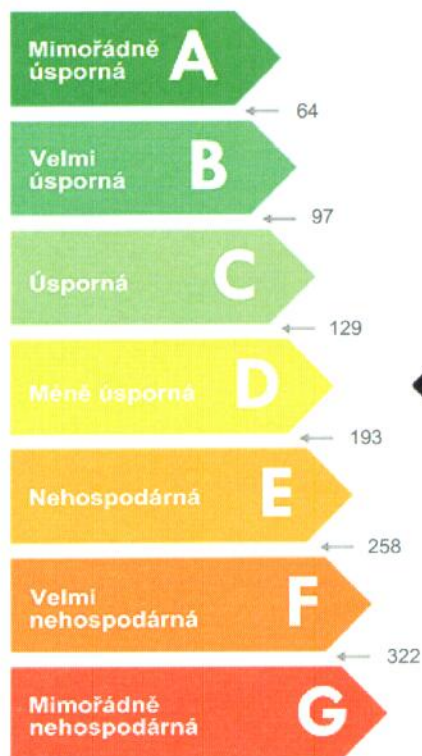 Mimořádně
úsporná
A
64
Velmi
úsporná
B
97
Úsporná
C
129
Méně úsporná
D
193
Nehospodárná
E
258
Velmi
nehospodárná
F
322
Mimořádně
nehospodárná
G